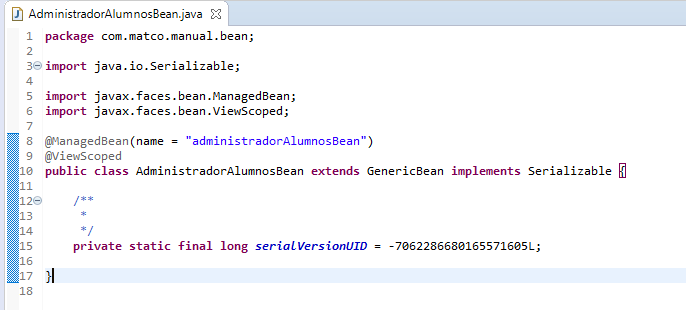 AdministradorAlumnosBean.java
1 package com.matco.manual.bean;
2
3 import java.io.Serializable;
4
5 import javax.faces.bean.ManagedBean;
6 import javax.faces.bean.ViewScoped;
7
8 @ManagedBean(name = "administradorAlumnosBean")
9 @ViewScoped
10 public class AdministradorAlumnosBean extends GenericBean implements Serializable {
11
12 /**
13 *
14 */
15 private static final long serialVersionUID = -7062286680165571605L;
16
17 }
18